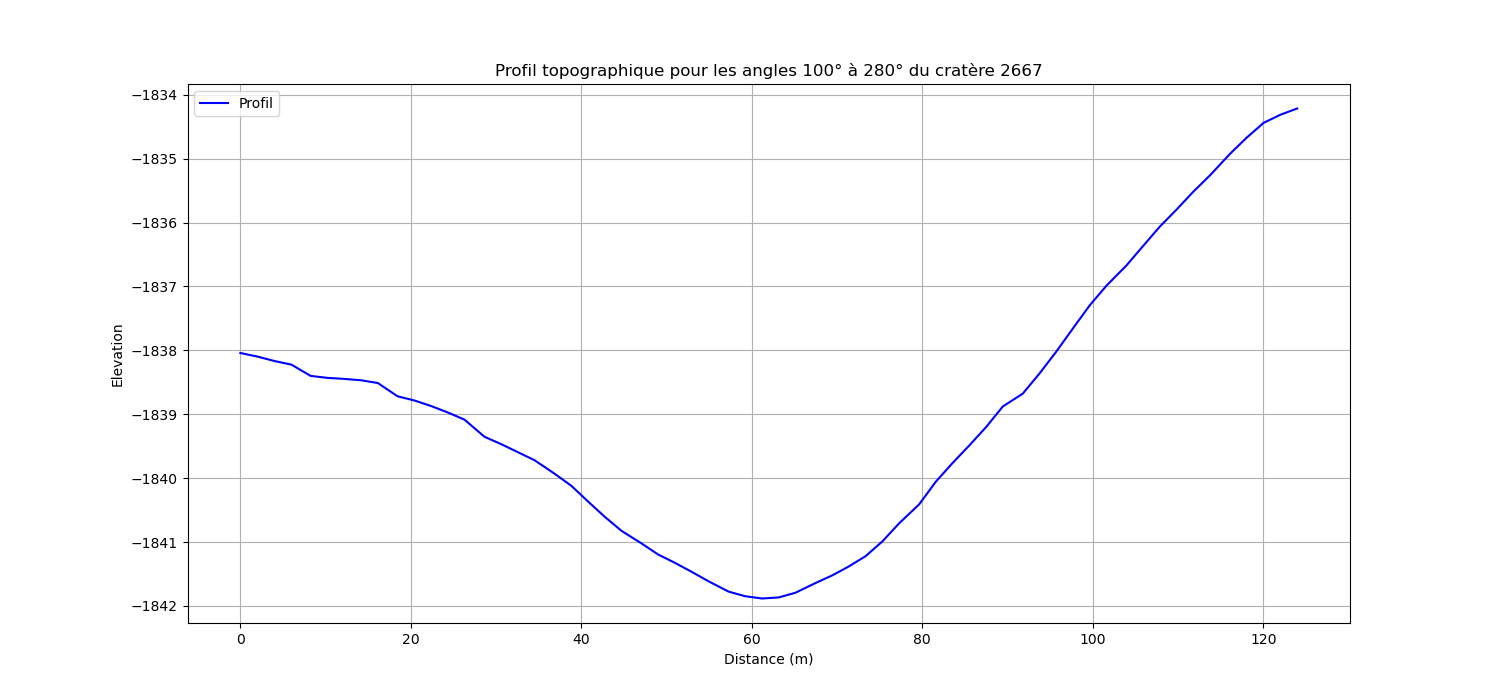 Profil topographique pour les angles 100° à 280° du cratère 2667
Profil
−1834
−1835
−1836
−1837
−1838
−1839
−1840
−1841
−1842
Elevation
0 20 40 60 80 100 120
Distance (m)